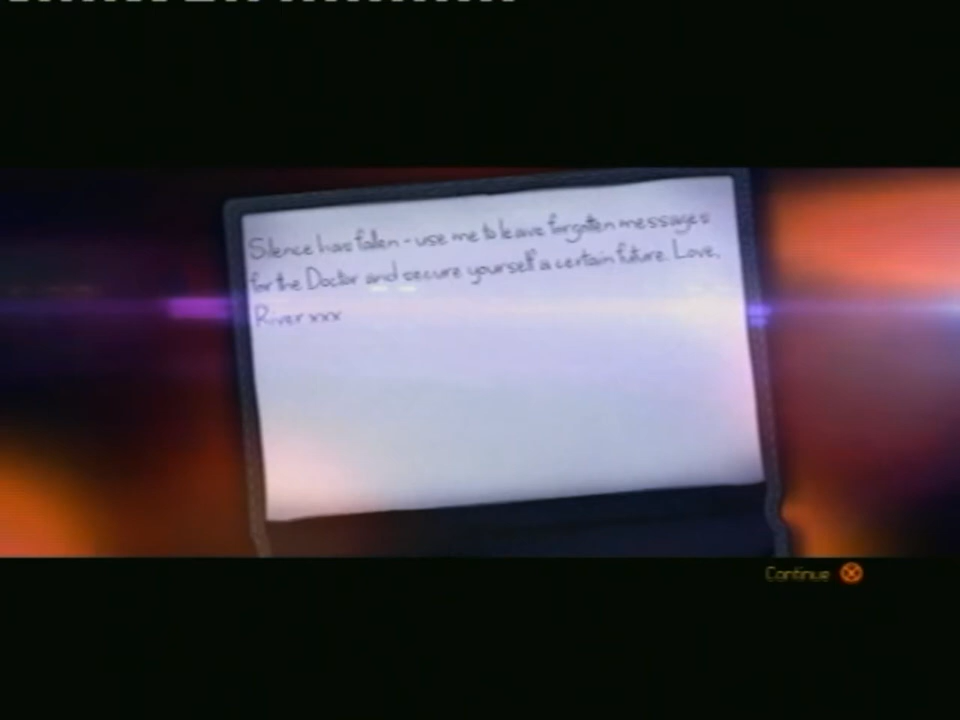 Silence has fallen - use me to leave forgotten messages
for the Doctor and secure yourself a certain future. Love,
River xxx
Continue